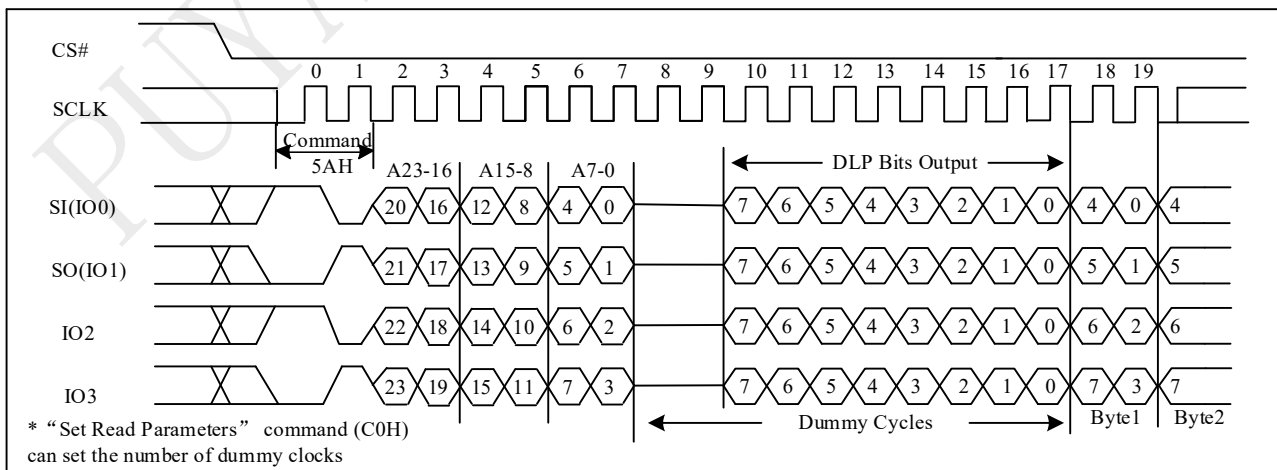 PUYA
CS#
0 1 2 3 4 5 6 7 8 9 10 11 12 13 14 15 16 17 18 19
SCLK
Command
5AH
A23-16 A15-8 A7-0 DLP Bits Output
SI(IO0) 20 16 12 8 4 0 7 6 5 4 3 2 1 0 4 0 4
SO(IO1) 21 17 13 9 5 1 7 6 5 4 3 2 1 0 5 1 5
IO2 22 18 14 10 6 2 7 6 5 4 3 2 1 0 6 2 6
IO3 23 19 15 11 7 3 7 6 5 4 3 2 1 0 7 3 7
Dummy Cycles Byte1 Byte2
* “Set Read Parameters” command (C0H)
can set the number of dummy clocks